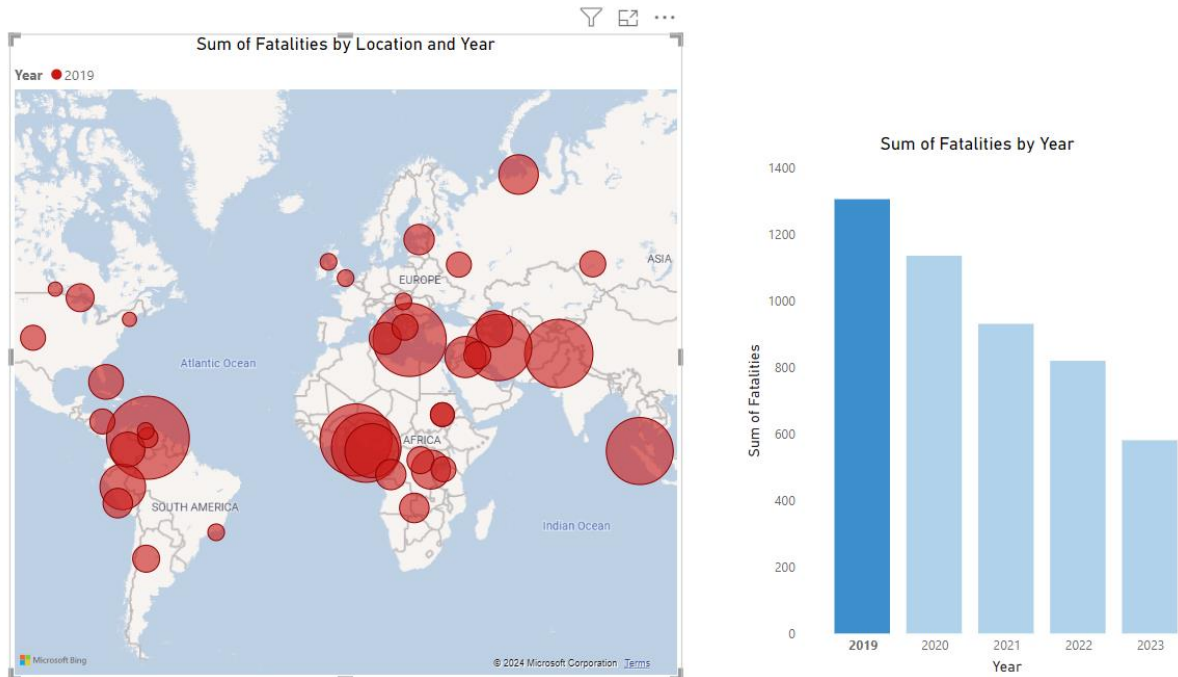 Sum of Fatalities by Location and Year
Year 2019
ASIA
EUROPE
Atlantic Ocean
AFRICA
SOUTH AMERICA
Indian Ocean
Microsoft Bing
© 2024 Microsoft Corporation Terms
Sum of Fatalities by Year
Sum of Fatalities
1400
1200
1000
800
600
400
200
0
2019 2020 2021 2022 2023
Year